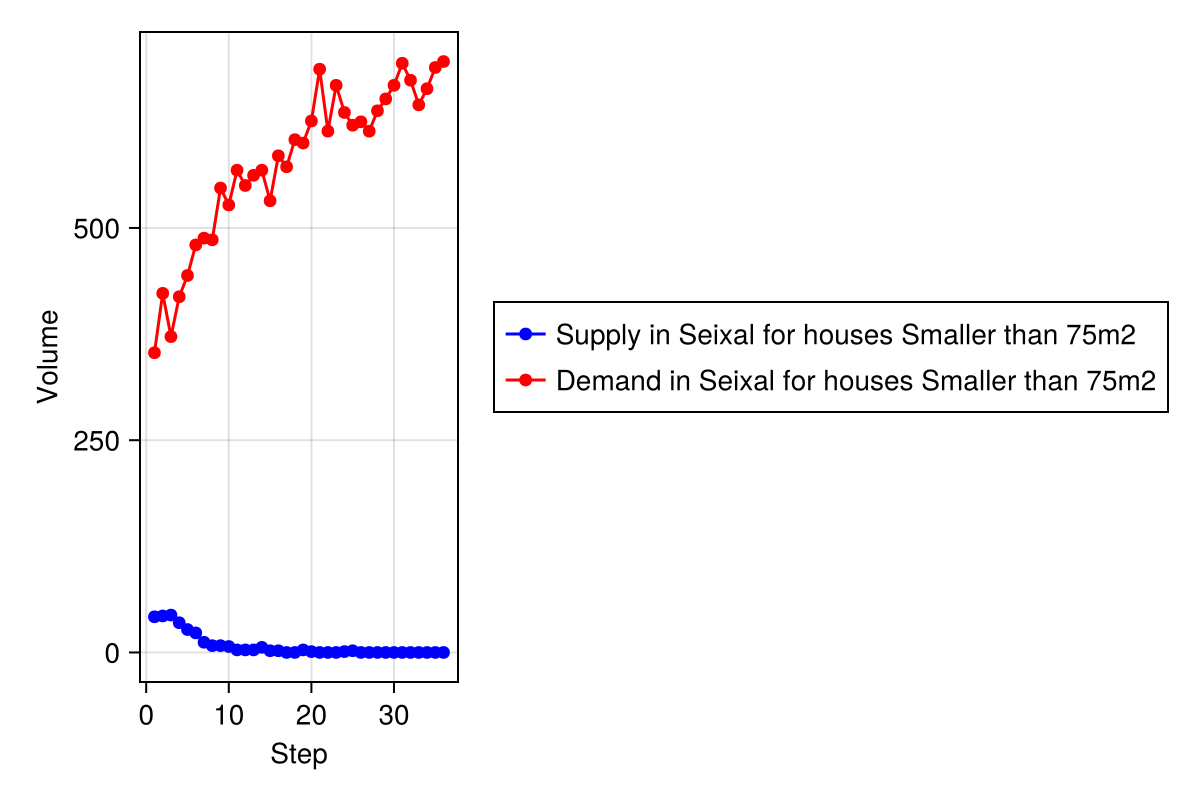 Volume
500
250
0
0 10 20 30
Step
Supply in Seixal for houses Smaller than 75m2
Demand in Seixal for houses Smaller than 75m2